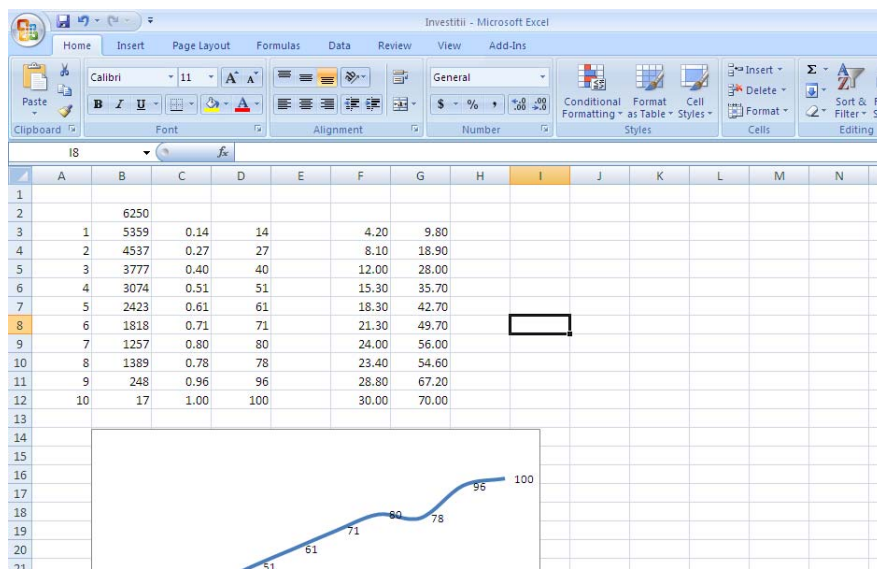 Investitii - Microsoft Excel
Home Insert Page Layout Formulas Data Review View Add-Ins
Calibri 11 A A General Insert Σ
Paste Delete
B I U A $ % , .00 .0 Conditional Format Cell Format Sort &
Formatting as Table Styles Filter
Clipboard Font Alignment Number Styles Cells Editing
I8 fx
A B C D E F G H I J K L M N
1
2 6250
3 1 5359 0.14 14 4.20 9.80
4 2 4537 0.27 27 8.10 18.90
5 3 3777 0.40 40 12.00 28.00
6 4 3074 0.51 51 15.30 35.70
7 5 2423 0.61 61 18.30 42.70
8 6 1818 0.71 71 21.30 49.70
9 7 1257 0.80 80 24.00 56.00
10 8 1389 0.78 78 23.40 54.60
11 9 248 0.96 96 28.80 67.20
12 10 17 1.00 100 30.00 70.00
13
14
15
16
17 96 100
18 80 78
19 71
20 61
21 51